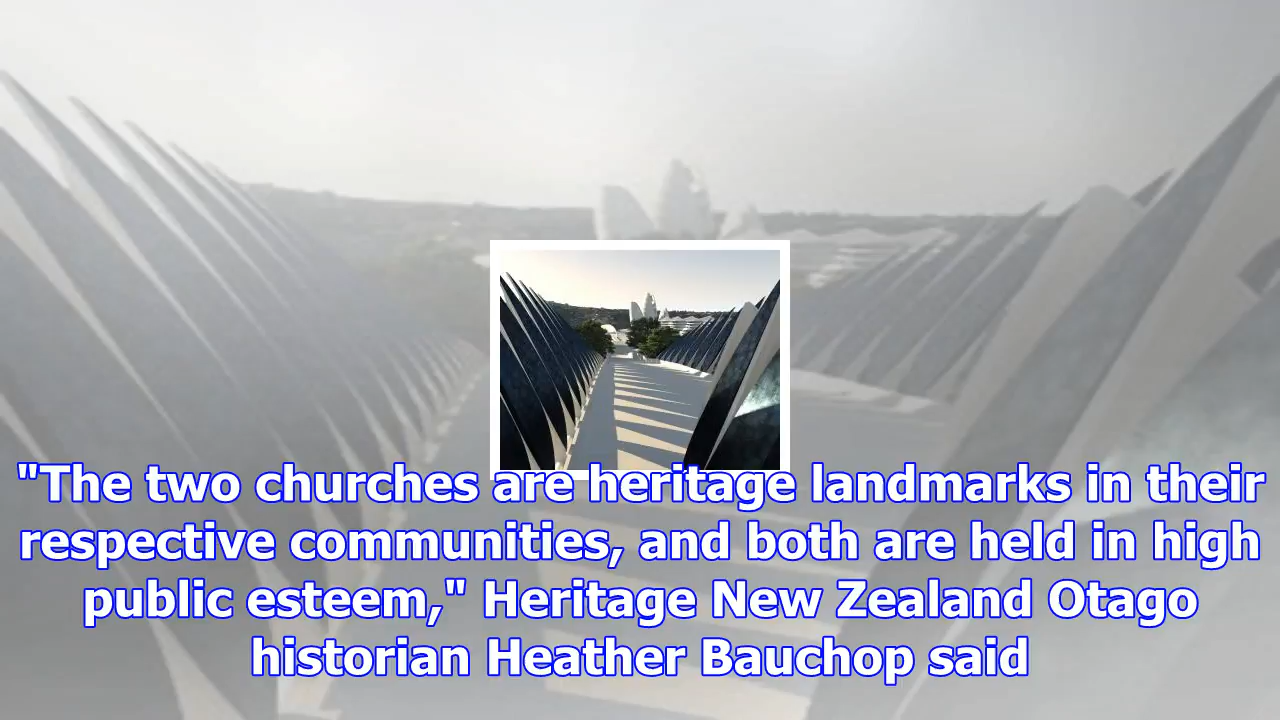 "The two churches are heritage landmarks in their
respective communities, and both are held in high
public esteem," Heritage New Zealand Otago
historian Heather Bauchop said